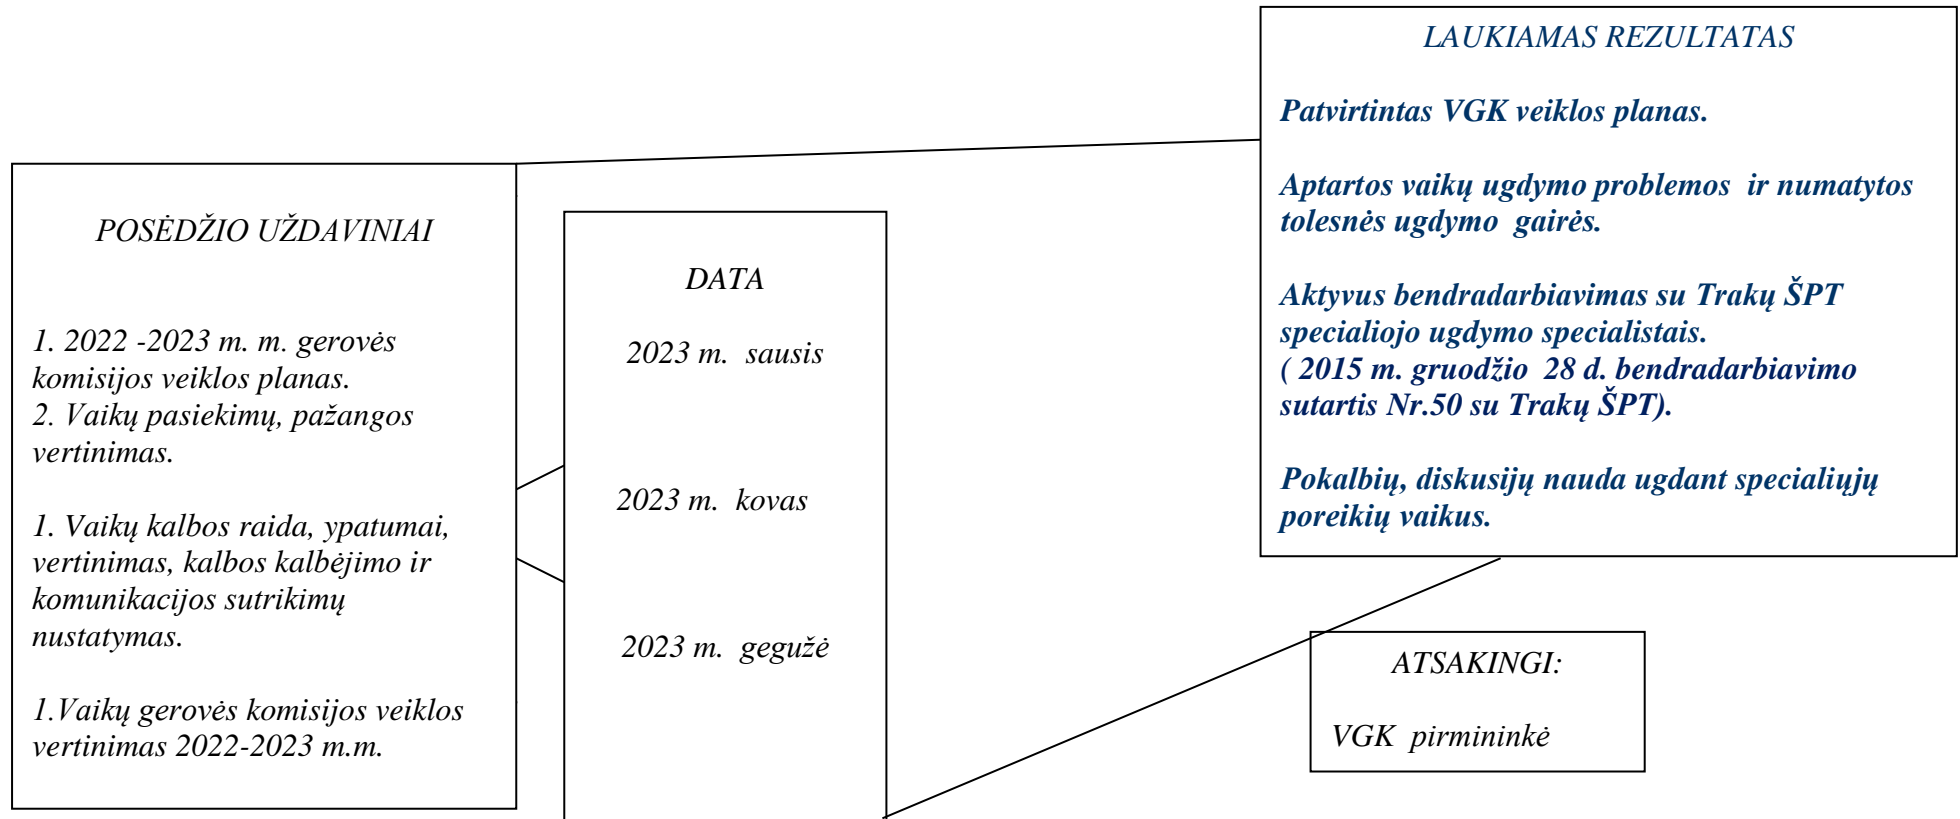 POSĖDŽIO UŽDAVINIAI
1. 2022 -2023 m. m. gerovės
komisijos veiklos planas.
2. Vaikų pasiekimų, pažangos
vertinimas.
1. Vaikų kalbos raida, ypatumai,
vertinimas, kalbos kalbėjimo ir
komunikacijos sutrikimų
nustatymas.
1.Vaikų gerovės komisijos veiklos
vertinimas 2022-2023 m.m.
DATA
2023 m. sausis
2023 m. kovas
2023 m. gegužė
LAUKIAMAS REZULTATAS
Patvirtintas VGK veiklos planas.
Aptartos vaikų ugdymo problemos ir numatytos
tolesnės ugdymo gairės.
Aktyvus bendradarbiavimas su Trakų ŠPT
specialiojo ugdymo specialistais.
( 2015 m. gruodžio 28 d. bendradarbiavimo
sutartis Nr.50 su Trakų ŠPT).
Pokalbių, diskusijų nauda ugdant specialiųjų
poreikių vaikus.
ATSAKINGI:
VGK pirmininkė